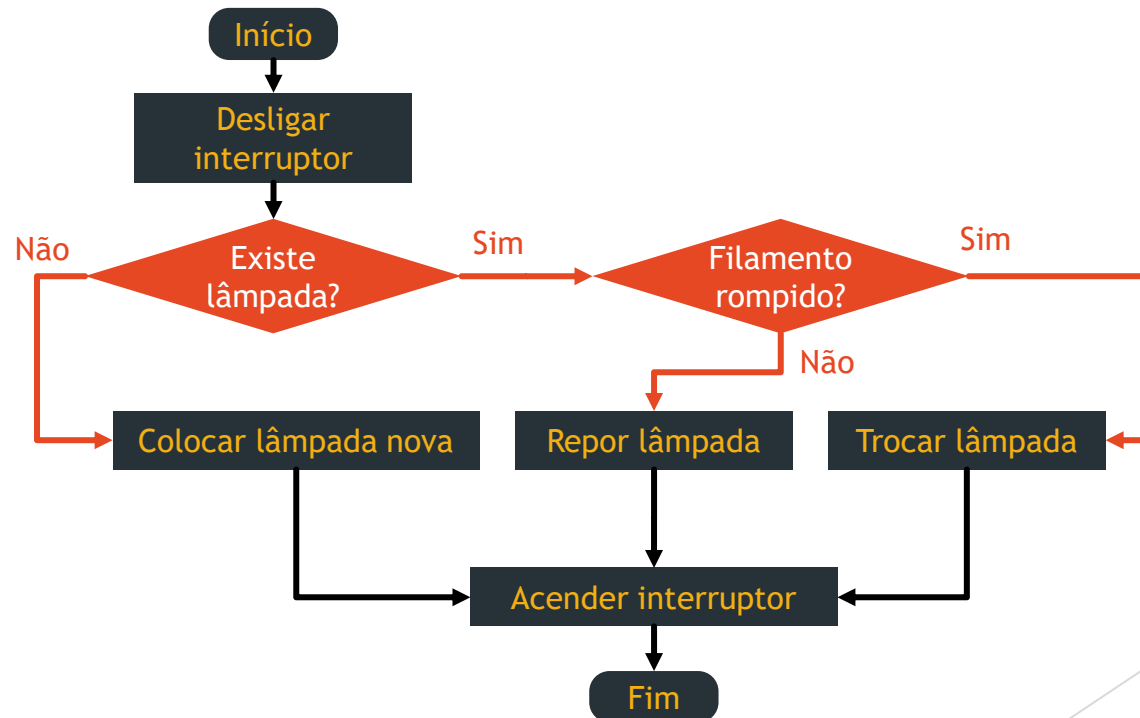 Início
Desligar
interruptor
Não
Existe
lâmpada?
Sim
Filamento
rompido?
Sim
Não
Colocar lâmpada nova
Repor lâmpada
Trocar lâmpada
Acender interruptor
Fim